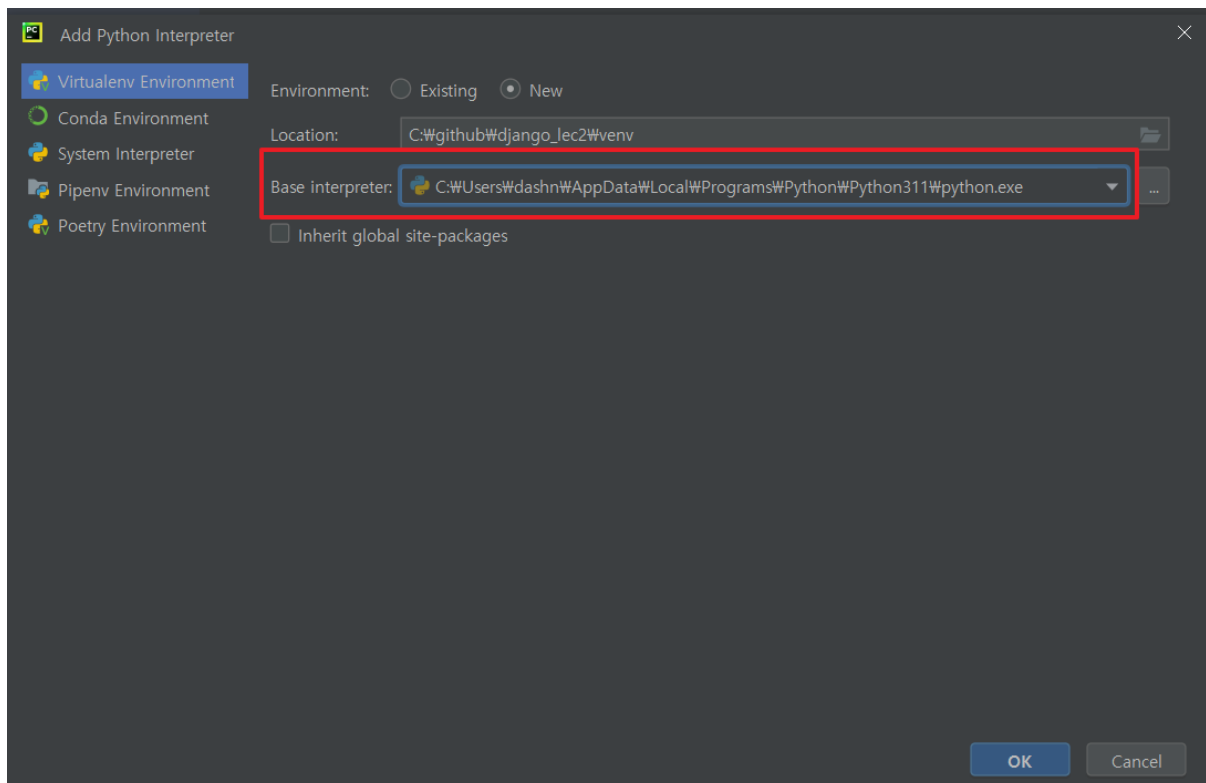 PC
Add Python Interpreter
Virtualenv Environment
Conda Environment
System Interpreter
Pipenv Environment
Poetry Environment
Environment: Existing New
Location: C:₩github₩django_lec2₩venv
Base interpreter: C:₩Users₩dashn₩AppData₩Local₩Programs₩Python₩Python311₩python.exe ...
Inherit global site-packages
OK Cancel